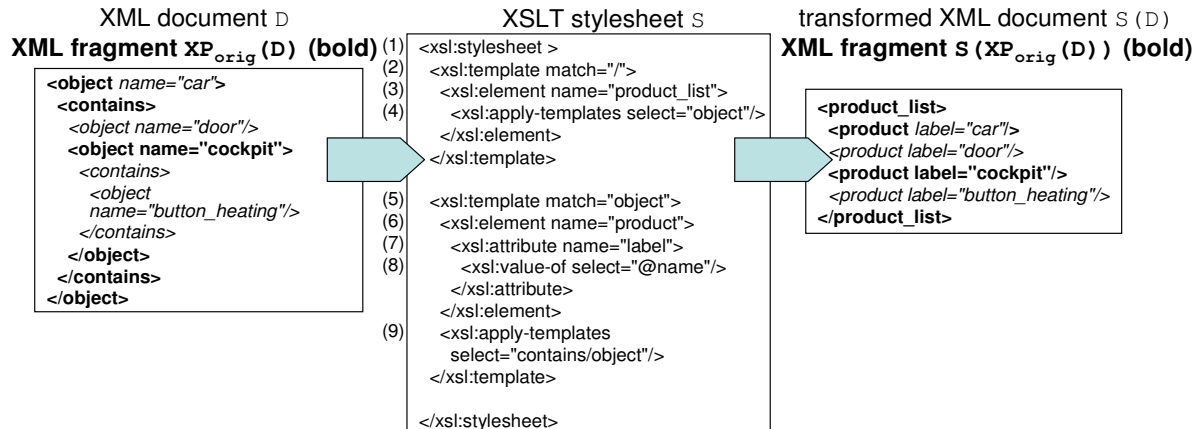 XML document D
XML fragment XPorig(D) (bold)
<object name="car">
<contains>
<object name="door"/>
<object name="cockpit">
<contains>
<object
name="button_heating"/>
</contains>
</object>
</contains>
</object>
XSLT stylesheet S
(1) <xsl:stylesheet >
(2) <xsl:template match="/">
(3) <xsl:element name="product_list">
(4) <xsl:apply-templates select="object"/>
</xsl:element>
</xsl:template>
(5) <xsl:template match="object">
(6) <xsl:element name="product">
(7) <xsl:attribute name="label">
(8) <xsl:value-of select="@name"/>
</xsl:attribute>
</xsl:element>
(9) <xsl:apply-templates
select="contains/object"/>
</xsl:template>
</xsl:stylesheet>
transformed XML document S(D)
XML fragment S(XPorig(D)) (bold)
<product_list>
<product label="car"/>
<product label="door"/>
<product label="cockpit"/>
<product label="button_heating"/>
</product_list>